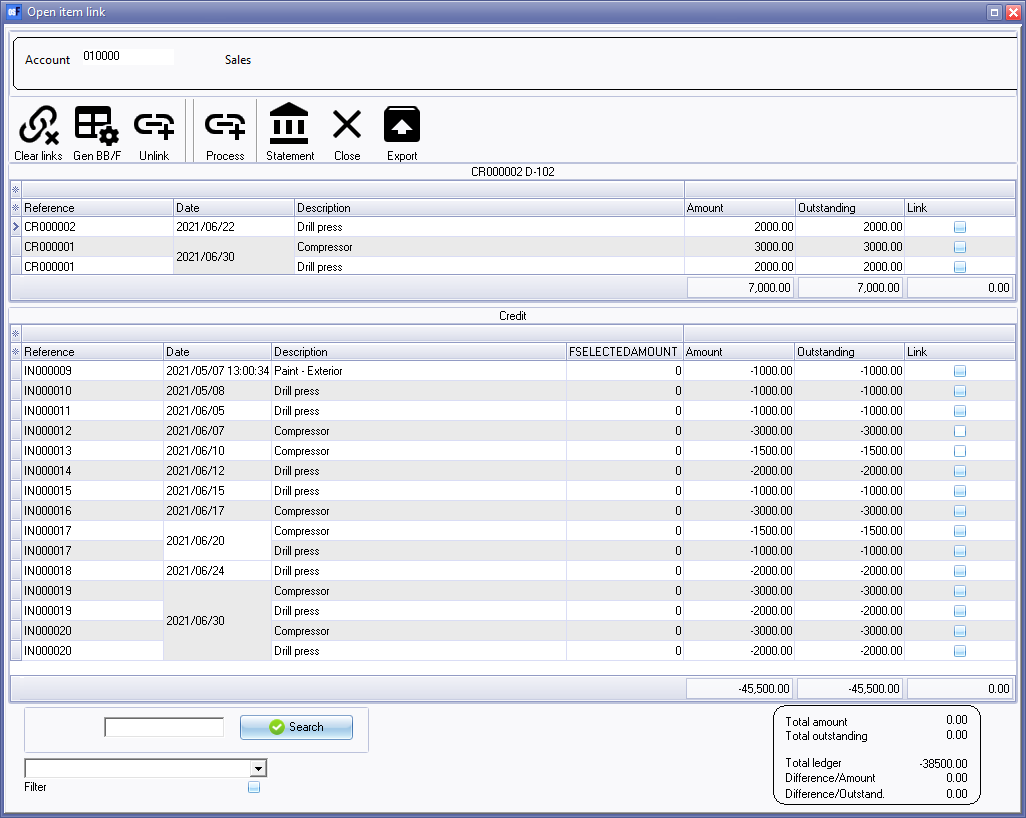 Open item link
Account 010000 Sales
Clear links Gen BB/F Unlink Process Statement Close Export
CR000002 D-102
Reference Date Description Amount Outstanding Link
CR000002 2021/06/22 Drill press 2000.00 2000.00
CR000001 2021/06/30 Compressor 3000.00 3000.00
CR000001 Drill press 2000.00 2000.00
7,000.00 7,000.00 0.00
Credit
Reference Date Description FSELECTEDAMOUNT Amount Outstanding Link
IN000009 2021/05/07 13:00:34 Paint - Exterior 0 -1000.00 -1000.00
IN000010 2021/05/08 Drill press 0 -1000.00 -1000.00
IN000011 2021/06/05 Drill press 0 -1000.00 -1000.00
IN000012 2021/06/07 Compressor 0 -3000.00 -3000.00
IN000013 2021/06/10 Compressor 0 -1500.00 -1500.00
IN000014 2021/06/12 Drill press 0 -2000.00 -2000.00
IN000015 2021/06/15 Drill press 0 -1000.00 -1000.00
IN000016 2021/06/17 Compressor 0 -3000.00 -3000.00
IN000017 2021/06/20 Compressor 0 -1500.00 -1500.00
IN000017 Drill press 0 -1000.00 -1000.00
IN000018 2021/06/24 Drill press 0 -2000.00 -2000.00
IN000019 2021/06/30 Compressor 0 -3000.00 -3000.00
IN000019 Drill press 0 -2000.00 -2000.00
IN000020 Compressor 0 -3000.00 -3000.00
IN000020 Drill press 0 -2000.00 -2000.00
-45,500.00 -45,500.00 0.00
Search
Filter
Total amount 0.00
Total outstanding 0.00
Total ledger -38500.00
Difference/Amount 0.00
Difference/Outstand. 0.00